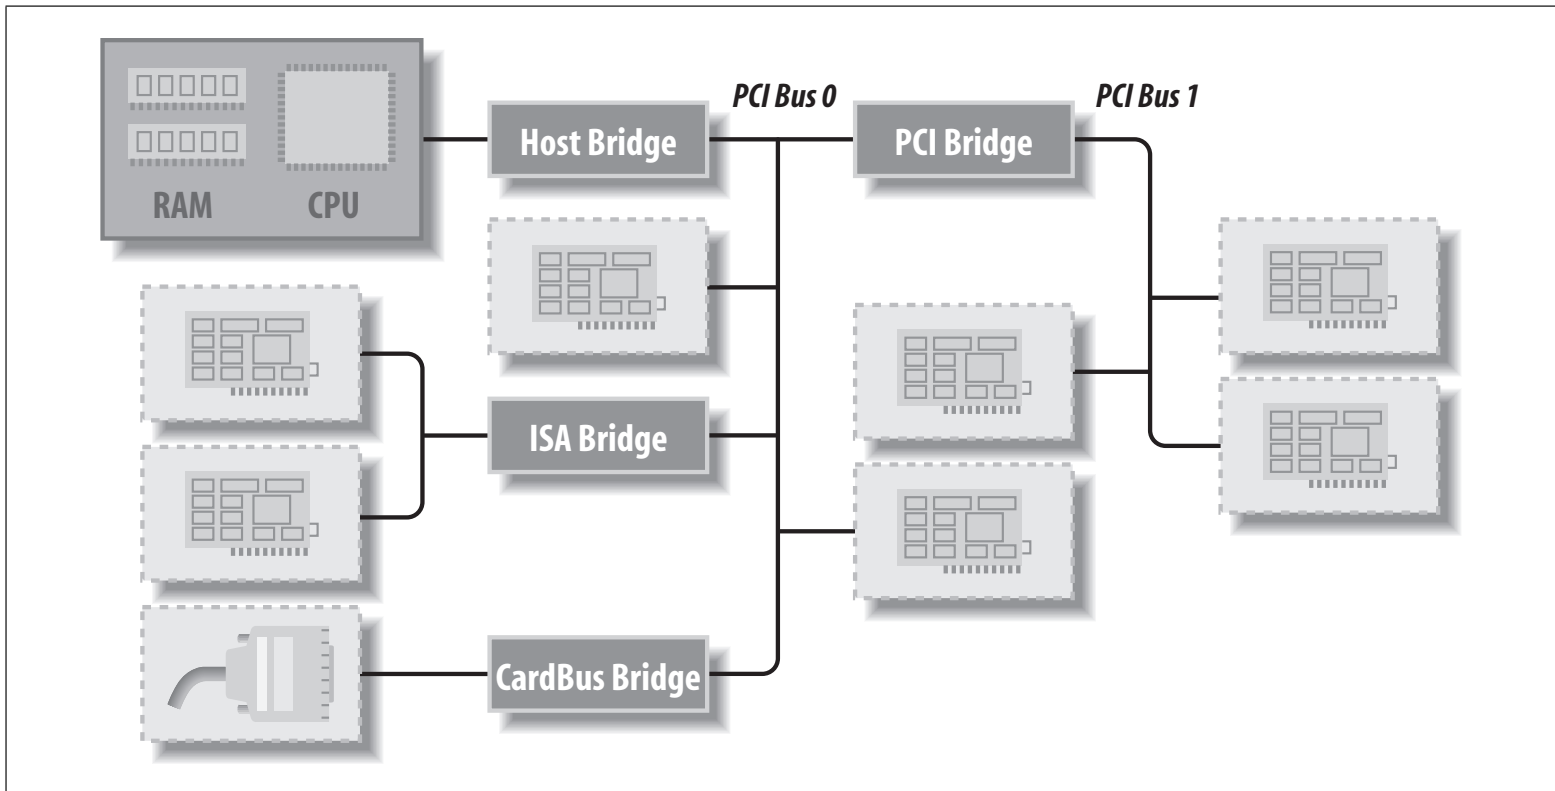 PCI Bus 0
PCI Bus 1
Host Bridge
PCI Bridge
RAM
CPU
ISA Bridge
CardBus Bridge